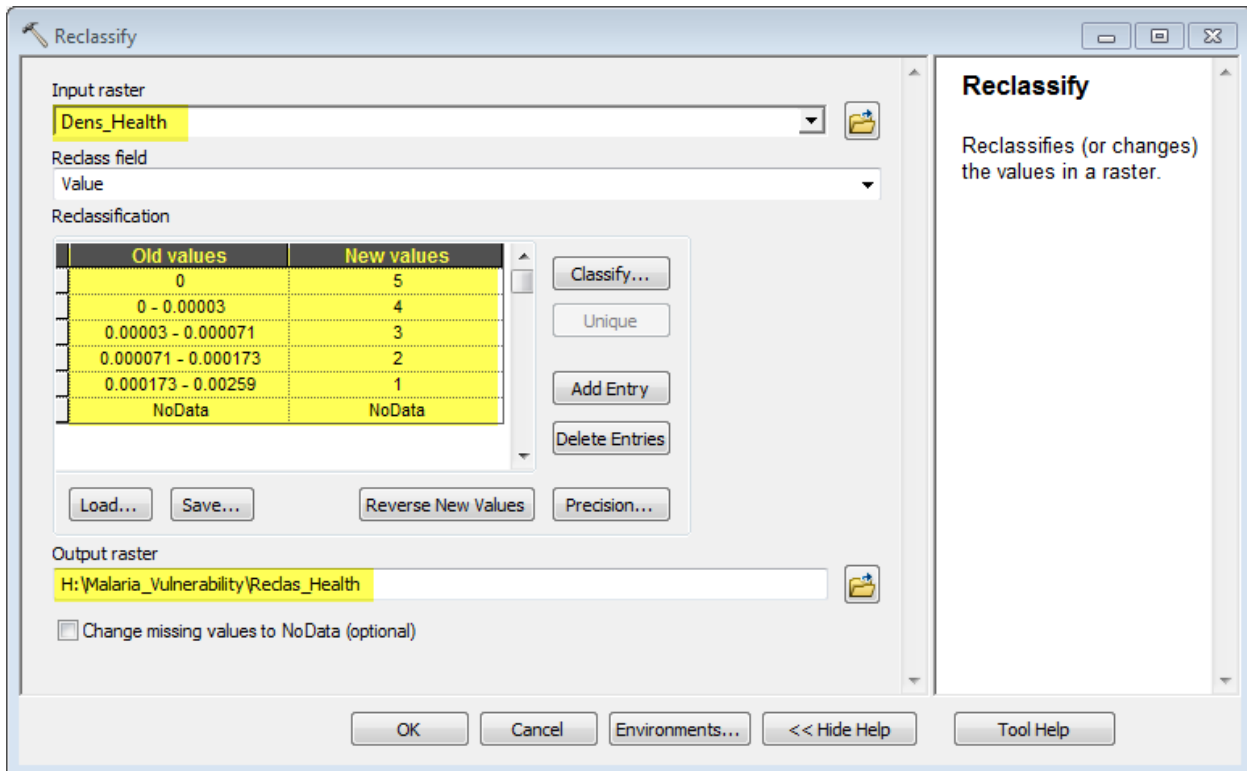 Reclassify
Input raster
Dens_Health
Reclass field
Value
Reclassification
Old values New values
0 5
0 - 0.00003 4
0.00003 - 0.000071 3
0.000071 - 0.000173 2
0.000173 - 0.00259 1
NoData NoData
Classify...
Unique
Add Entry
Delete Entries
Load... Save... Reverse New Values Precision...
Output raster
H:\Malaria_Vulnerability\Reclas_Health
Change missing values to NoData (optional)
OK Cancel Environments... << Hide Help Tool Help
Reclassify
Reclassifies (or changes)
the values in a raster.